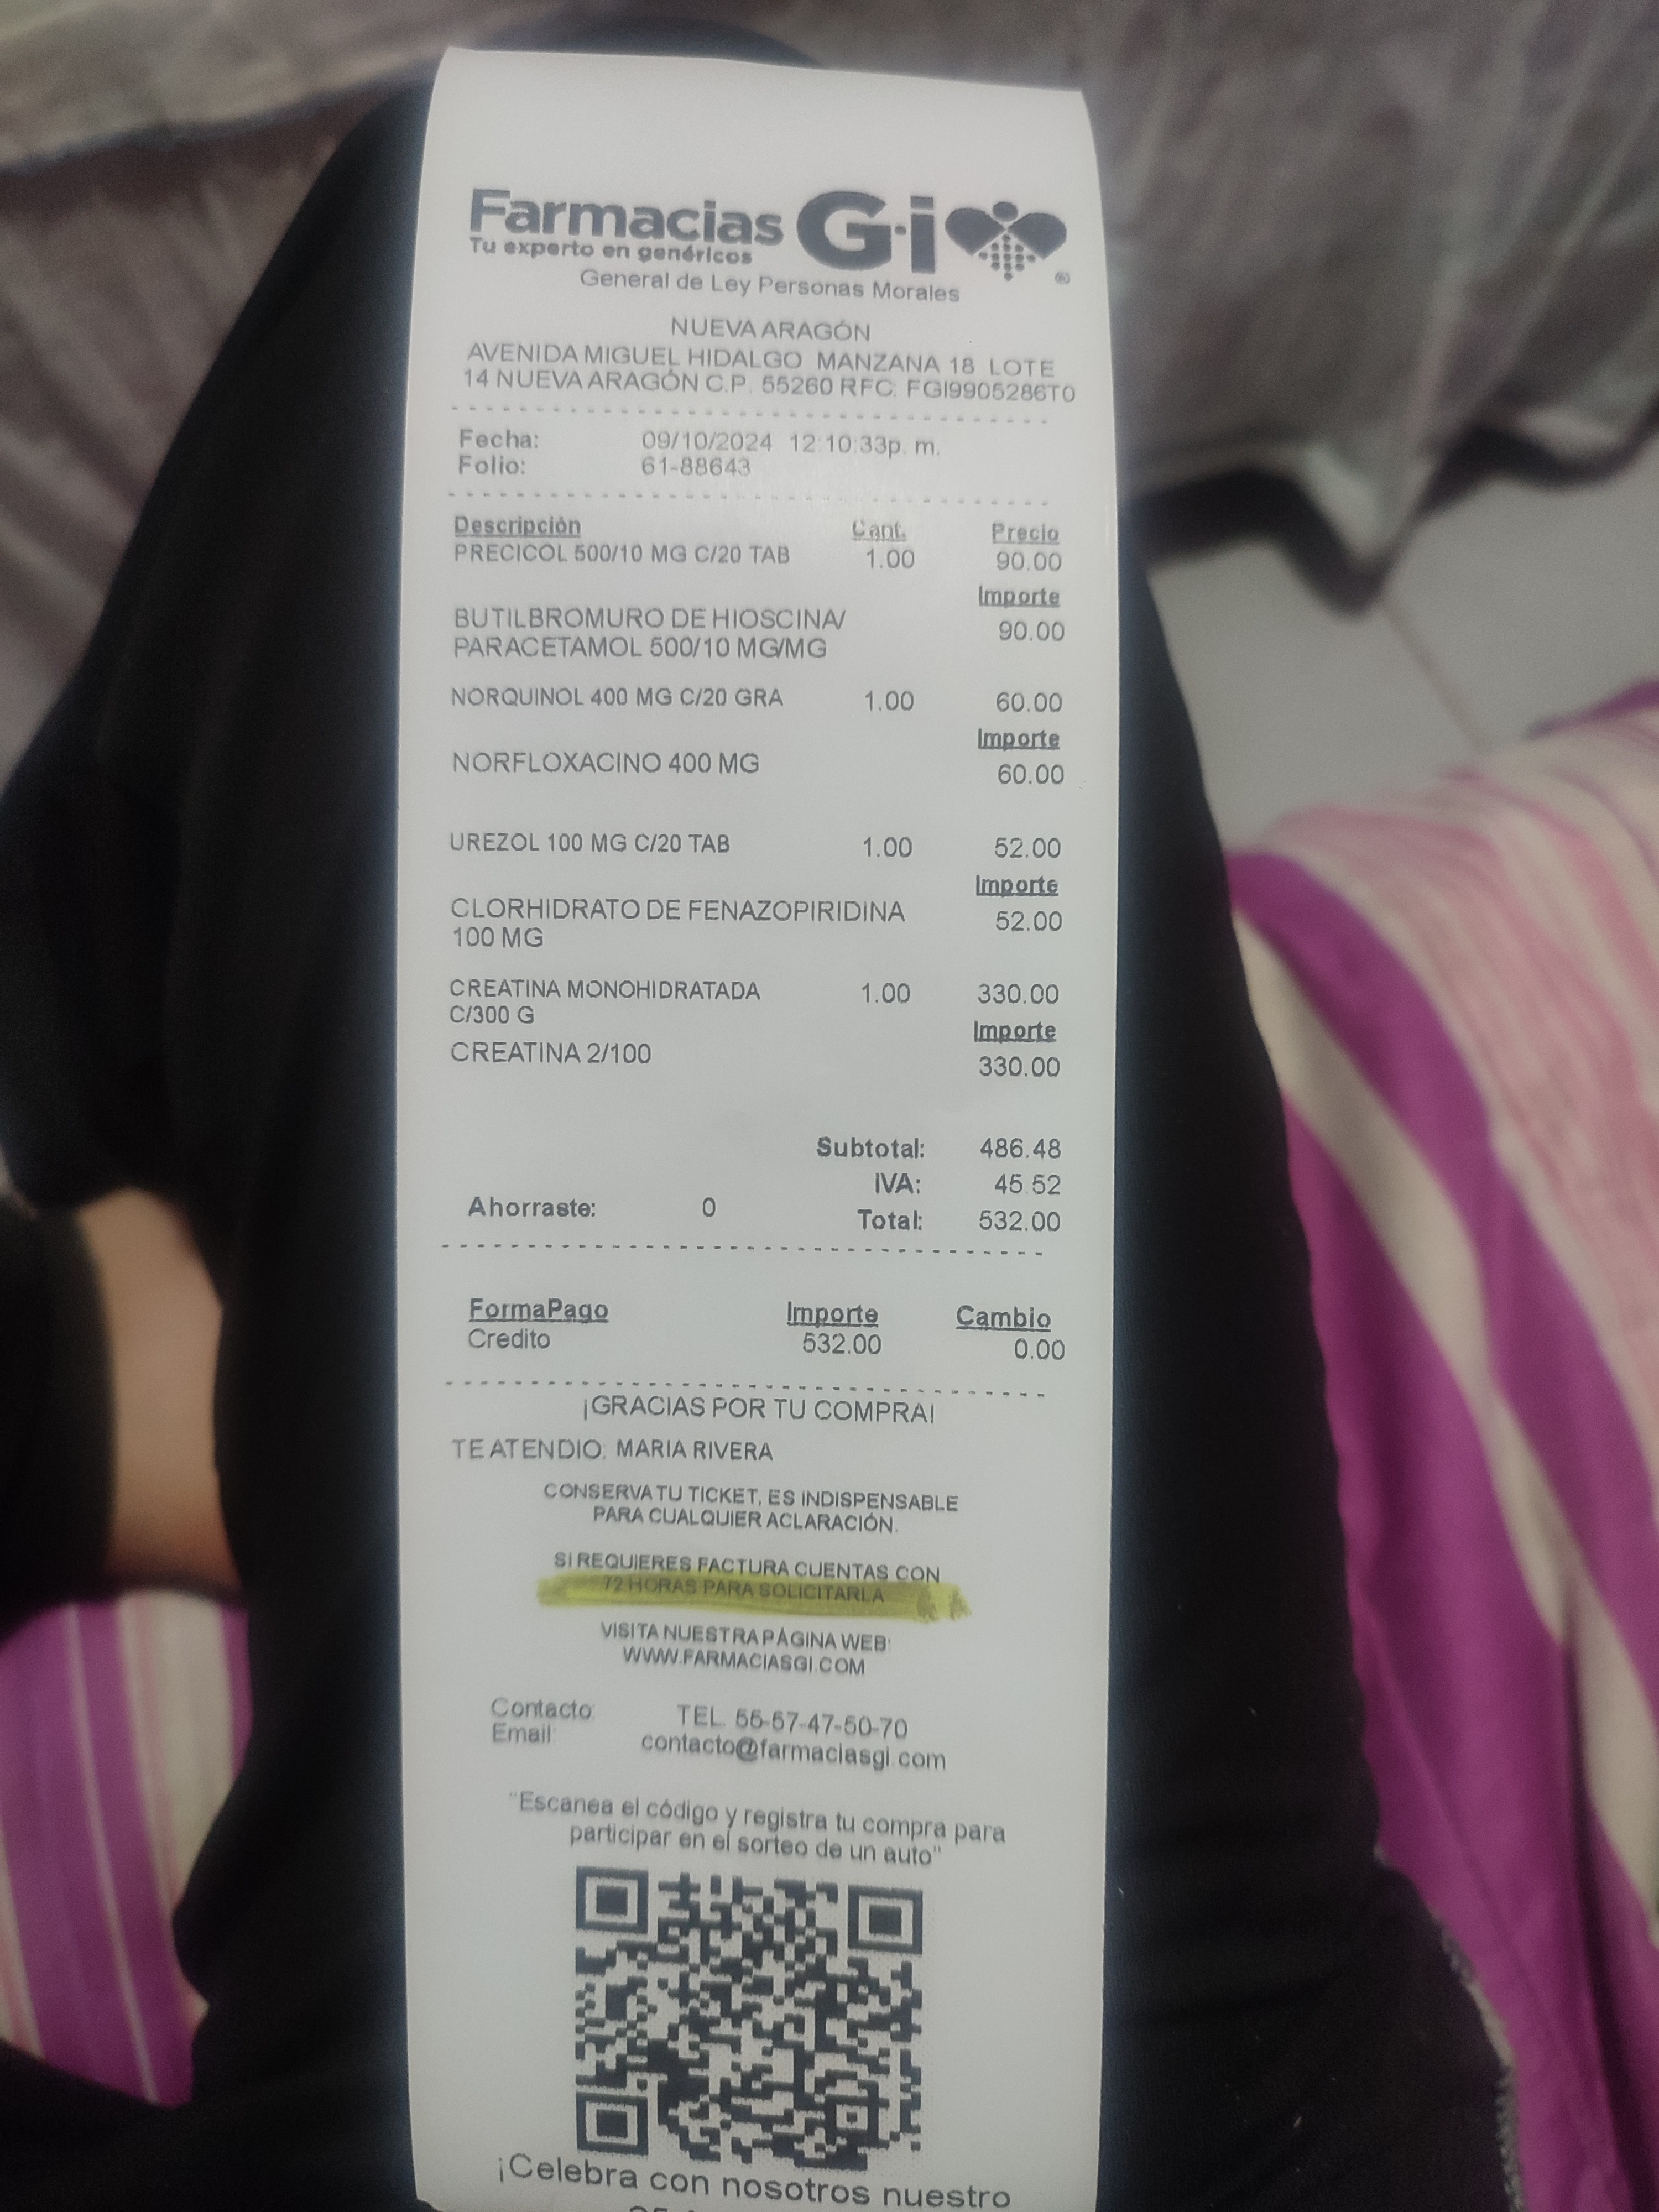 Farmacias G·i
Tu experto en genéricos
General de Ley Personas Morales
NUEVA ARAGÓN
AVENIDA MIGUEL HIDALGO MANZANA 18 LOTE
14 NUEVA ARAGÓN C.P. 55260 RFC: FGI9905286T0
Fecha: 09/10/2024 12:10:33p. m.
Folio: 61-88643
Descripción Cant. Precio
PRECICOL 500/10 MG C/20 TAB 1.00 90.00
Importe
BUTILBROMURO DE HIOSCINA/ 90.00
PARACETAMOL 500/10 MG/MG
NORQUINOL 400 MG C/20 GRA 1.00 60.00
Importe
NORFLOXACINO 400 MG 60.00
UREZOL 100 MG C/20 TAB 1.00 52.00
Importe
CLORHIDRATO DE FENAZOPIRIDINA 52.00
100 MG
CREATINA MONOHIDRATADA 1.00 330.00
C/300 G Importe
CREATINA 2/100 330.00
Subtotal: 486.48
IVA: 45.52
Ahorraste: 0 Total: 532.00
FormaPago Importe Cambio
Credito 532.00 0.00
¡GRACIAS POR TU COMPRA!
TE ATENDIO: MARIA RIVERA
CONSERVA TU TICKET, ES INDISPENSABLE
PARA CUALQUIER ACLARACIÓN.
SI REQUIERES FACTURA CUENTAS CON
72 HORAS PARA SOLICITARLA
VISITA NUESTRA PÁGINA WEB:
WWW.FARMACIASGI.COM
Contacto: TEL. 55-57-47-50-70
Email: contacto@farmaciasgi.com
"Escanea el código y registra tu compra para
participar en el sorteo de un auto"
¡Celebra con nosotros nuestro